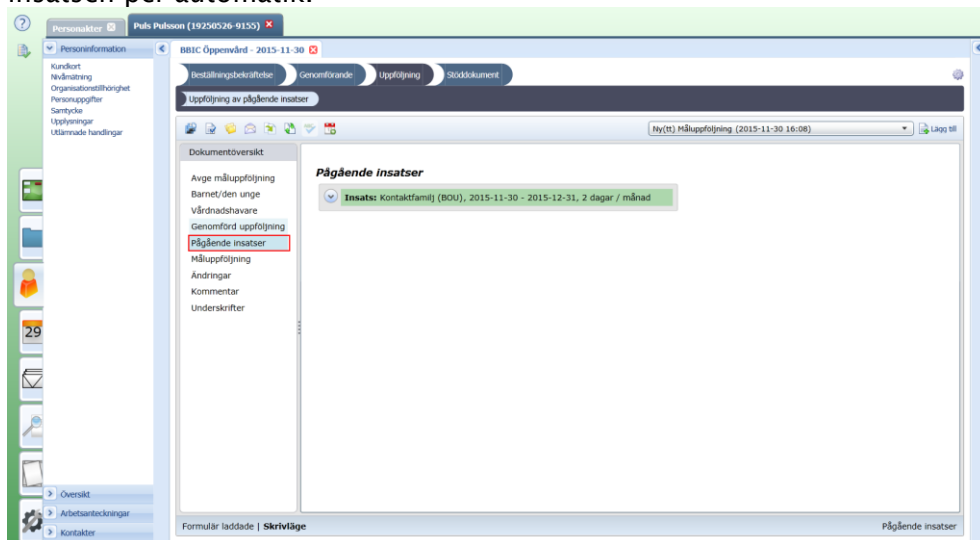 insatsen per automatik.
Personakter
Puls Pulsson (19250526-9155)
Personinformation
Kundkort
Nivåmätning
Organisationstillhörighet
Personuppgifter
Samtycke
Upplysningar
Utlämnade handlingar
BBIC Öppenvård - 2015-11-30
Beställningsbekräftelse
Genomförande
Uppföljning
Stöddokument
Uppföljning av pågående insatser
Ny(tt) Måluppföljning (2015-11-30 16:08)
Lägg till
Dokumentöversikt
Avge måluppföljning
Barnet/den unge
Vårdnadshavare
Genomförd uppföljning
Pågående insatser
Måluppföljning
Ändringar
Kommentar
Underskrifter
Pågående insatser
Insats: Kontaktfamilj (BOU), 2015-11-30 - 2015-12-31, 2 dagar / månad
29
Översikt
Arbetsanteckningar
Kontakter
Formulär laddade | Skrivläge
Pågående insatser